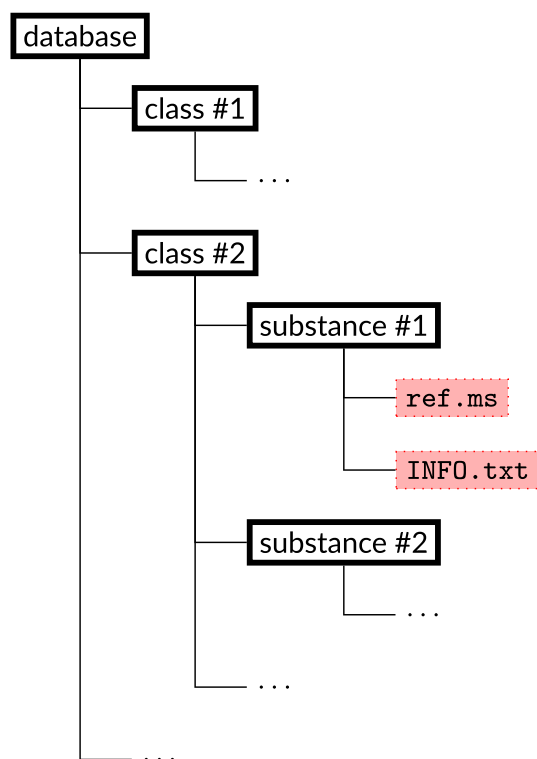 database
class #1
...
class #2
substance #1
ref.ms
INFO.txt
substance #2
...
...
...